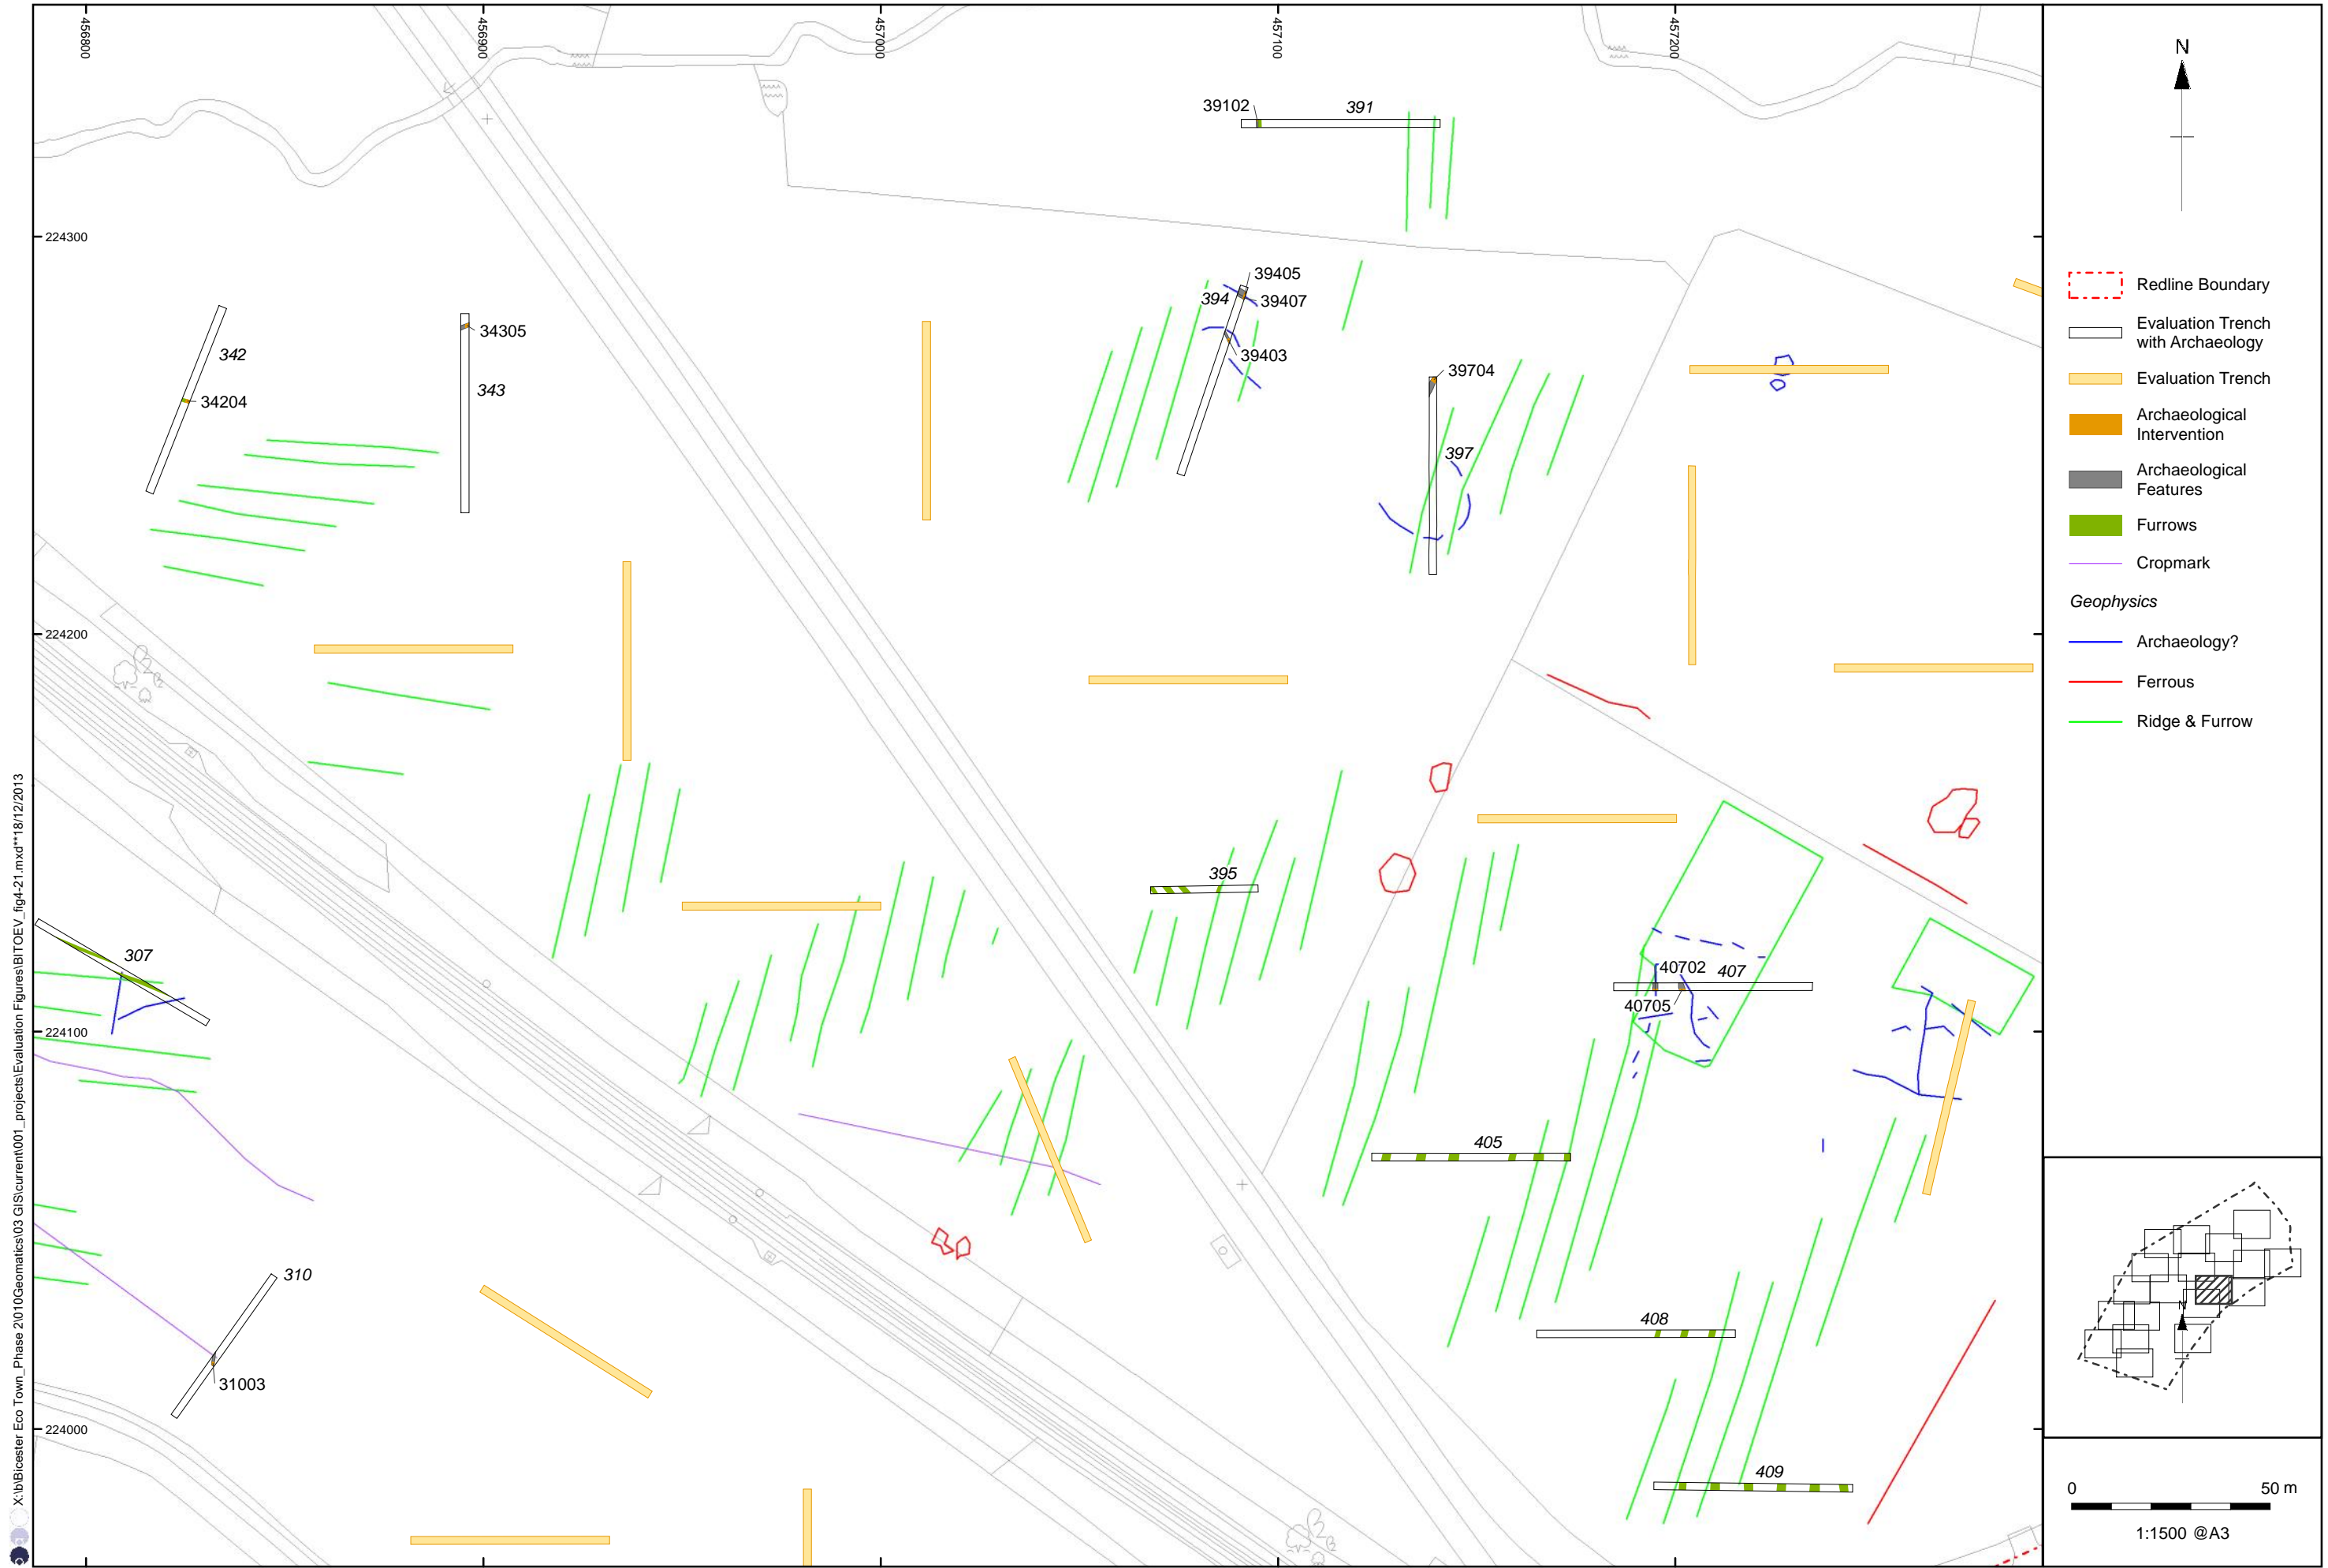 456800
456900
457000
457100
457200
224300
224200
224100
224000
39102
391
39405
394
39407
39403
34305
342
343
34204
39704
397
395
307
40702
407
40705
405
310
31003
408
409
N
Redline Boundary
Evaluation Trench
with Archaeology
Evaluation Trench
Archaeological
Intervention
Archaeological
Features
Furrows
Cropmark
Geophysics
Archaeology?
Ferrous
Ridge & Furrow
N
0
50 m
1:1500 @A3
X:\b\Bicester Eco Town_Phase 2\010Geomatics\03 GIS\current\001_projects\Evaluation Figures\BITOEV_fig4-21.mxd**18/12/2013